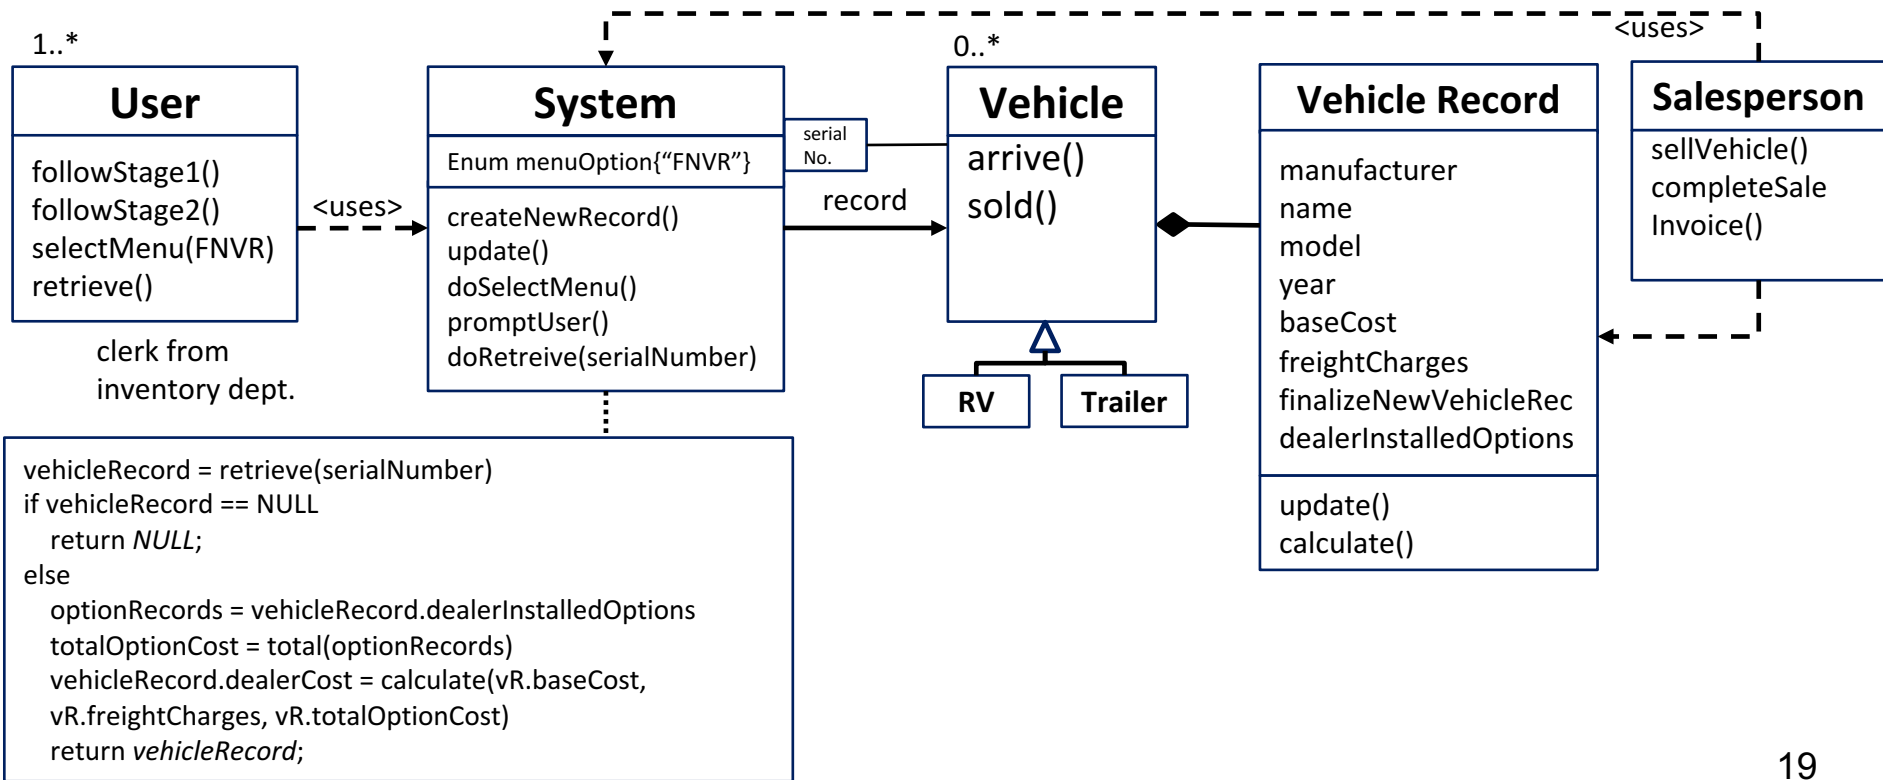 <uses>
1..*
0..*
User
followStage1()
followStage2()
selectMenu(FNVR)
retrieve()
clerk from
inventory dept.
<uses>
System
Enum menuOption{“FNVR”}
createNewRecord()
update()
doSelectMenu()
promptUser()
doRetreive(serialNumber)
serial
No.
record
Vehicle
arrive()
sold()
RV
Trailer
Vehicle Record
manufacturer
name
model
year
baseCost
freightCharges
finalizeNewVehicleRec
dealerInstalledOptions
update()
calculate()
Salesperson
sellVehicle()
completeSale
Invoice()
vehicleRecord = retrieve(serialNumber)
if vehicleRecord == NULL
return NULL;
else
optionRecords = vehicleRecord.dealerInstalledOptions
totalOptionCost = total(optionRecords)
vehicleRecord.dealerCost = calculate(vR.baseCost,
vR.freightCharges, vR.totalOptionCost)
return vehicleRecord;
19